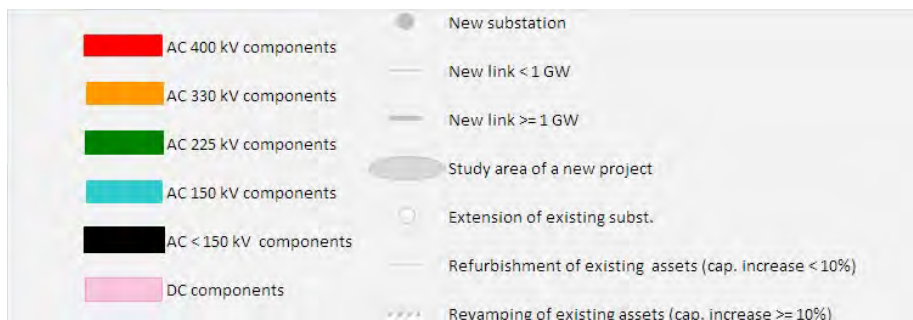 AC 400 kV components
AC 330 kV components
AC 225 kV components
AC 150 kV components
AC < 150 kV components
DC components
New substation
New link < 1 GW
New link >= 1 GW
Study area of a new project
Extension of existing subst.
Refurbishment of existing assets (cap. increase < 10%)
Revamping of existing assets (cap. increase >= 10%)